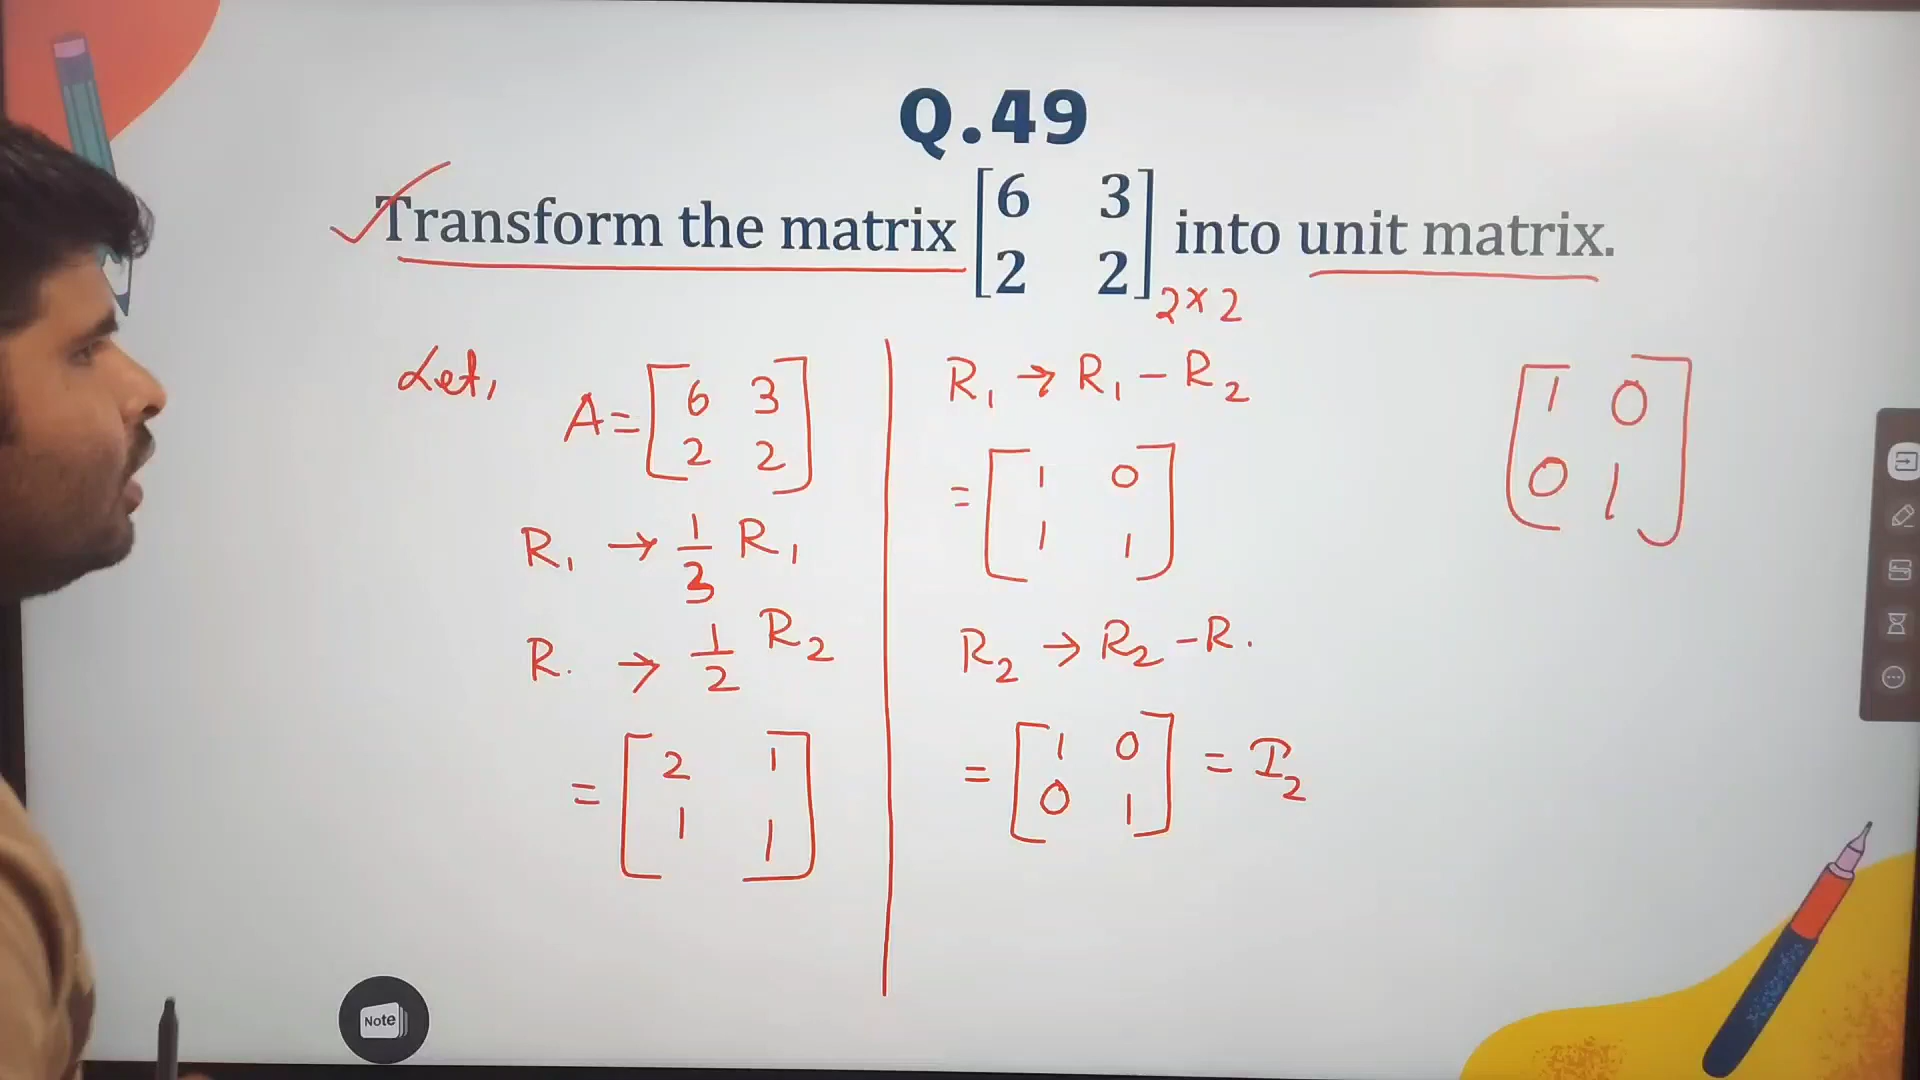 Q.49
Transform the matrix [6 3 2 2] into unit matrix.
2×2
Let,
A = [6 3
2 2]
R₁ → 1/3 R₁
R. → 1/2 R₂
= [2 1
1 1]
R₁ → R₁ - R₂
= [1 0
1 1]
R₂ → R₂ - R.
= [1 0
0 1] = I₂
[1 0
0 1]
Note